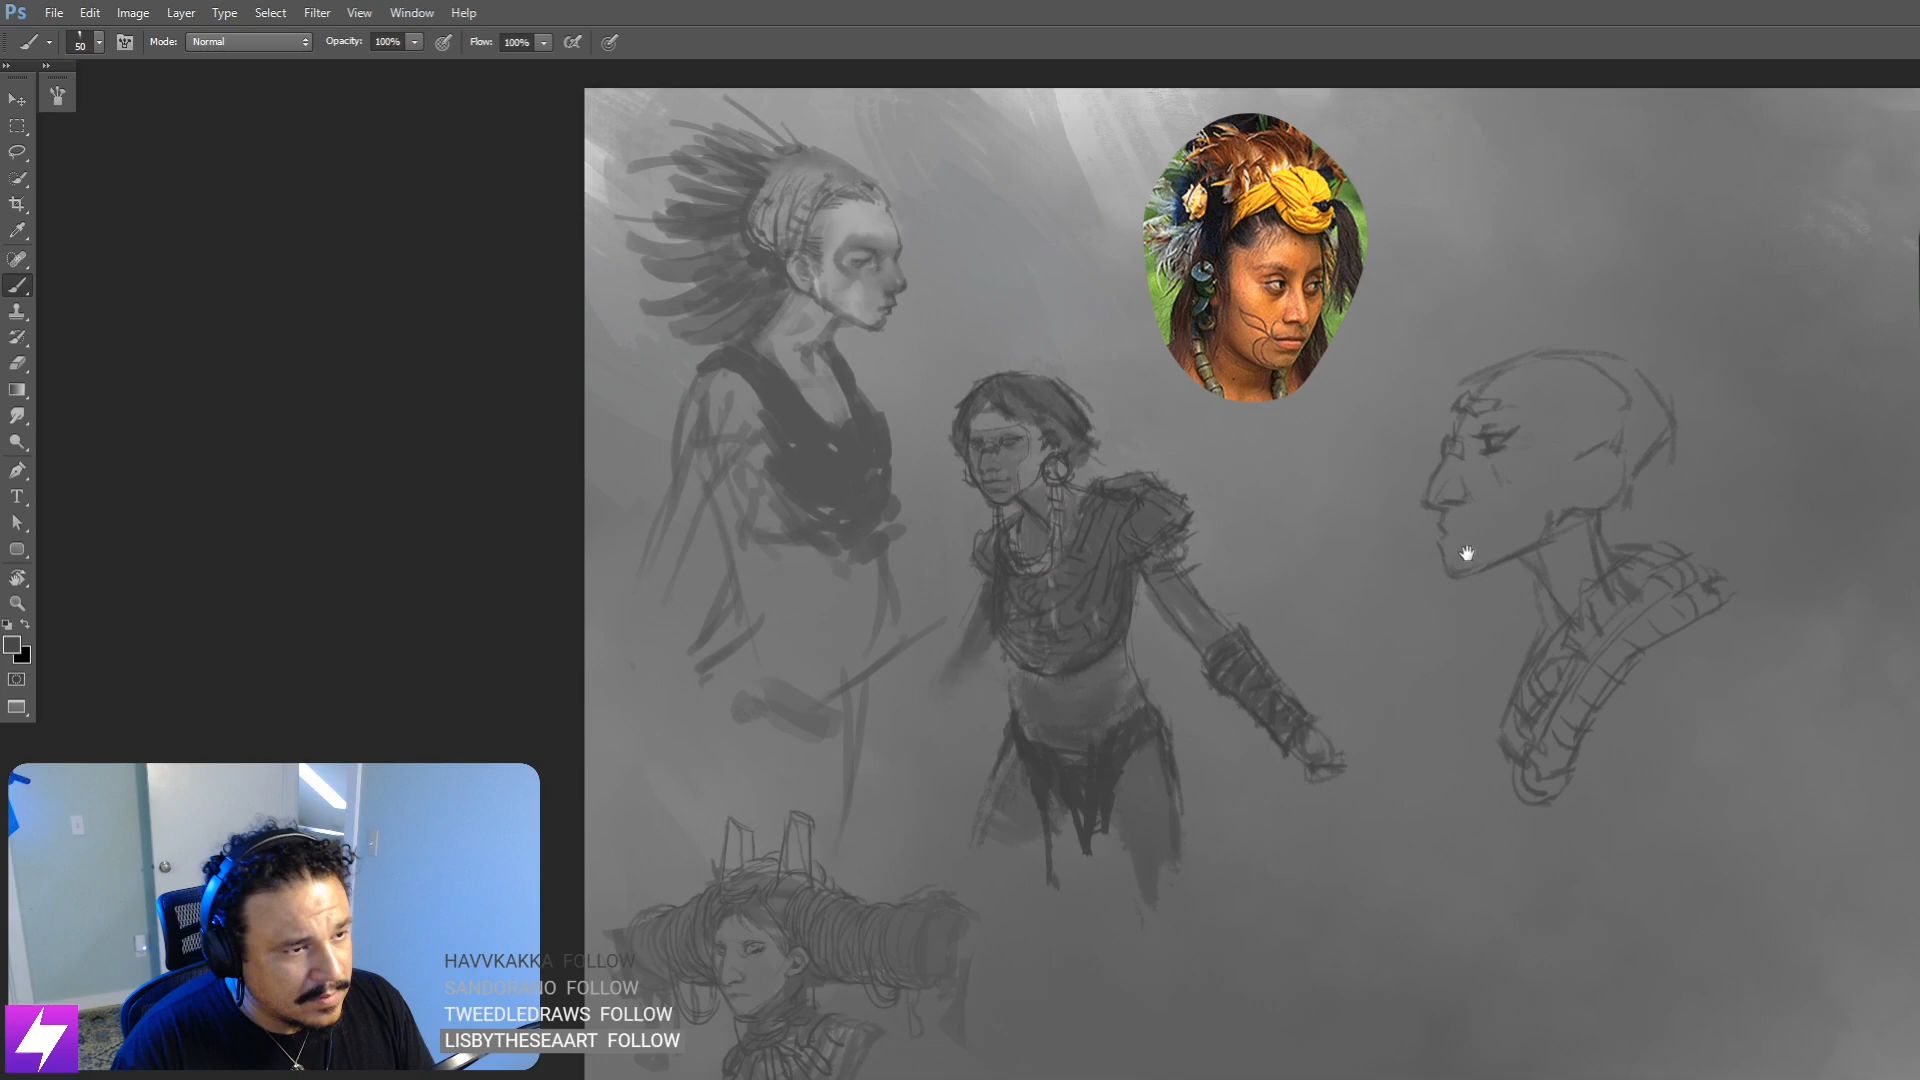 Ps File Edit Image Layer Type Select Filter View Window Help
50 Mode: Normal Opacity: 100% Flow: 100%
T
HAVVKAKKA FOLLOW
SANDORANO FOLLOW
TWEEDLEDRAWS FOLLOW
LISBYTHESEAART FOLLOW